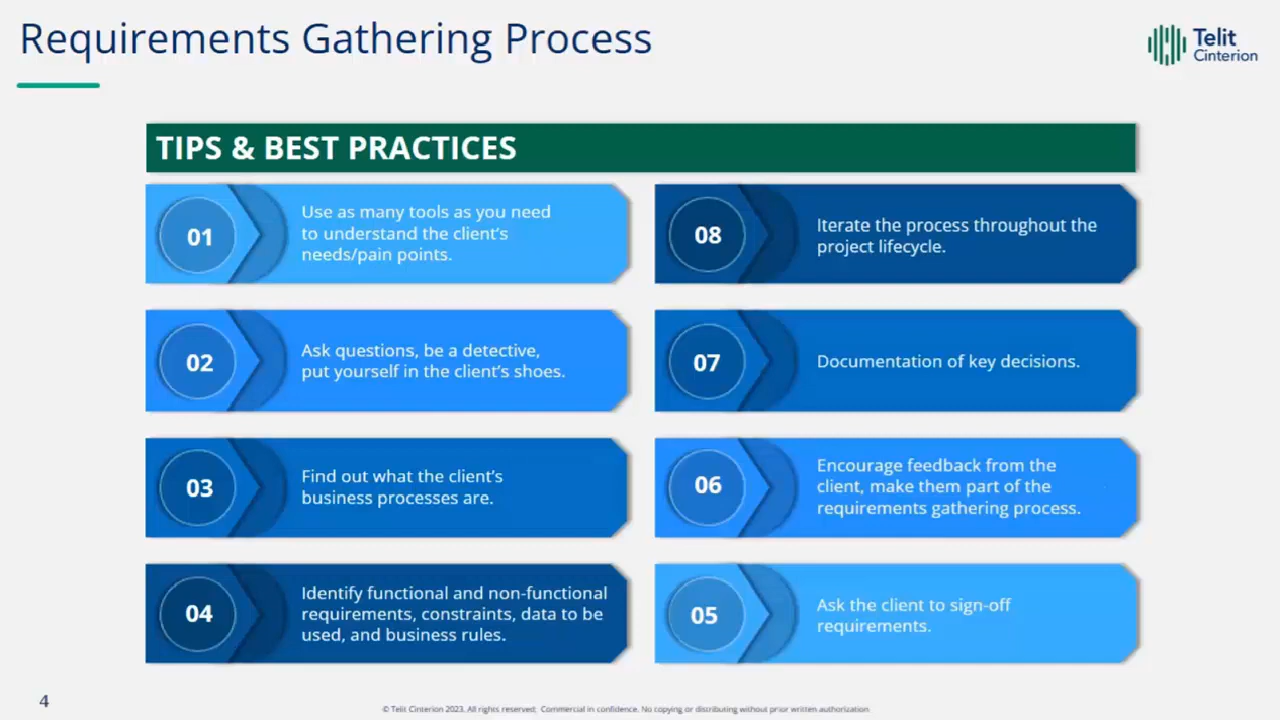 Requirements Gathering Process
Telit
Cinterion
TIPS & BEST PRACTICES
01
Use as many tools as you need
to understand the client's
needs/pain points.
02
Ask questions, be a detective,
put yourself in the client's shoes.
03
Find out what the client's
business processes are.
04
Identify functional and non-functional
requirements, constraints, data to be
used, and business rules.
08
Iterate the process throughout the
project lifecycle.
07
Documentation of key decisions.
06
Encourage feedback from the
client, make them part of the
requirements gathering process.
05
Ask the client to sign-off
requirements.
4
© Telit Cinterion 2023. All rights reserved; Commercial in confidence. No copying or distributing without prior written authorization.